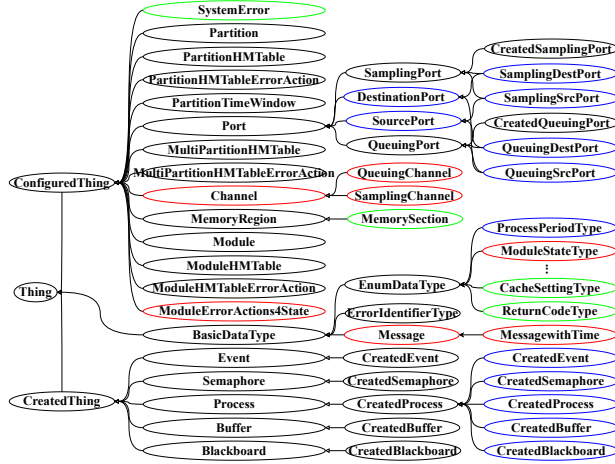 SystemError
Partition
PartitionHMTable
PartitionHMTableErrorAction
PartitionTimeWindow
Port
MultiPartitionHMTable
MultiPartitionHMTableErrorAction
Channel
MemoryRegion
Module
ModuleHMTable
ModuleHMTableErrorAction
ModuleErrorActions4State
ConfiguredThing
Thing
CreatedThing
BasicDataType
Event
Semaphore
Process
Buffer
Blackboard
SamplingPort
DestinationPort
SourcePort
QueuingPort
QueuingChannel
SamplingChannel
MemorySection
EnumDataType
ErrorIdentifierType
Message
CreatedEvent
CreatedSemaphore
CreatedProcess
CreatedBuffer
CreatedBlackboard
CreatedSamplingPort
SamplingDestPort
SamplingSrcPort
CreatedQueuingPort
QueuingDestPort
QueuingSrcPort
ProcessPeriodType
ModuleStateType
⋮
CacheSettingType
ReturnCodeType
MessagewithTime
CreatedEvent
CreatedSemaphore
CreatedProcess
CreatedBuffer
CreatedBlackboard